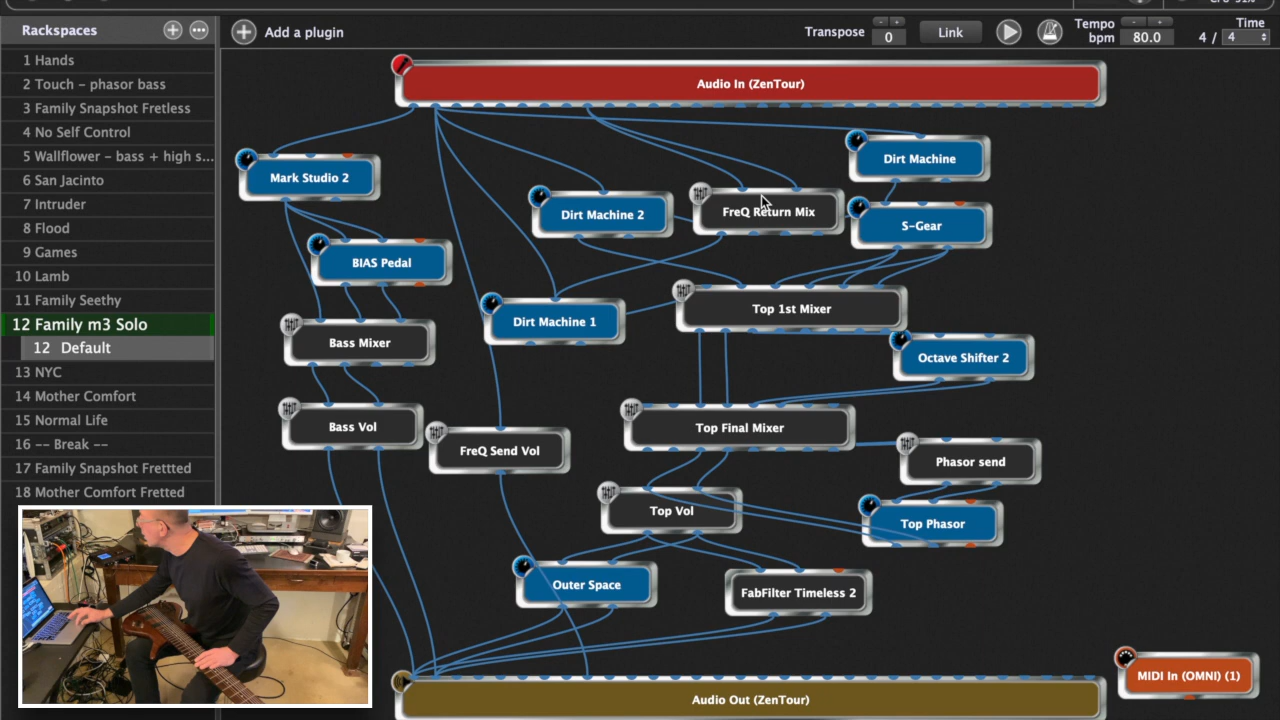 Rackspaces
Add a plugin
Transpose
0
Link
Tempo
bpm
80.0
Time
4 / 4
1 Hands
2 Touch – phasor bass
3 Family Snapshot Fretless
4 No Self Control
5 Wallflower – bass + high s...
6 San Jacinto
7 Intruder
8 Flood
9 Games
10 Lamb
11 Family Seethy
12 Family m3 Solo
12 Default
13 NYC
14 Mother Comfort
15 Normal Life
16 -- Break --
17 Family Snapshot Frettted
18 Mother Comfort Fretted
Audio In (ZenTour)
Dirt Machine
Mark Studio 2
Dirt Machine 2
FreQ Return Mix
S-Gear
BIAS Pedal
Top 1st Mixer
Dirt Machine 1
Bass Mixer
Octave Shifter 2
Bass Vol
Top Final Mixer
FreQ Send Vol
Phasor send
Top Vol
Top Phasor
Outer Space
FabFilter Timeless 2
MIDI In (OMNI) (1)
Audio Out (ZenTour)